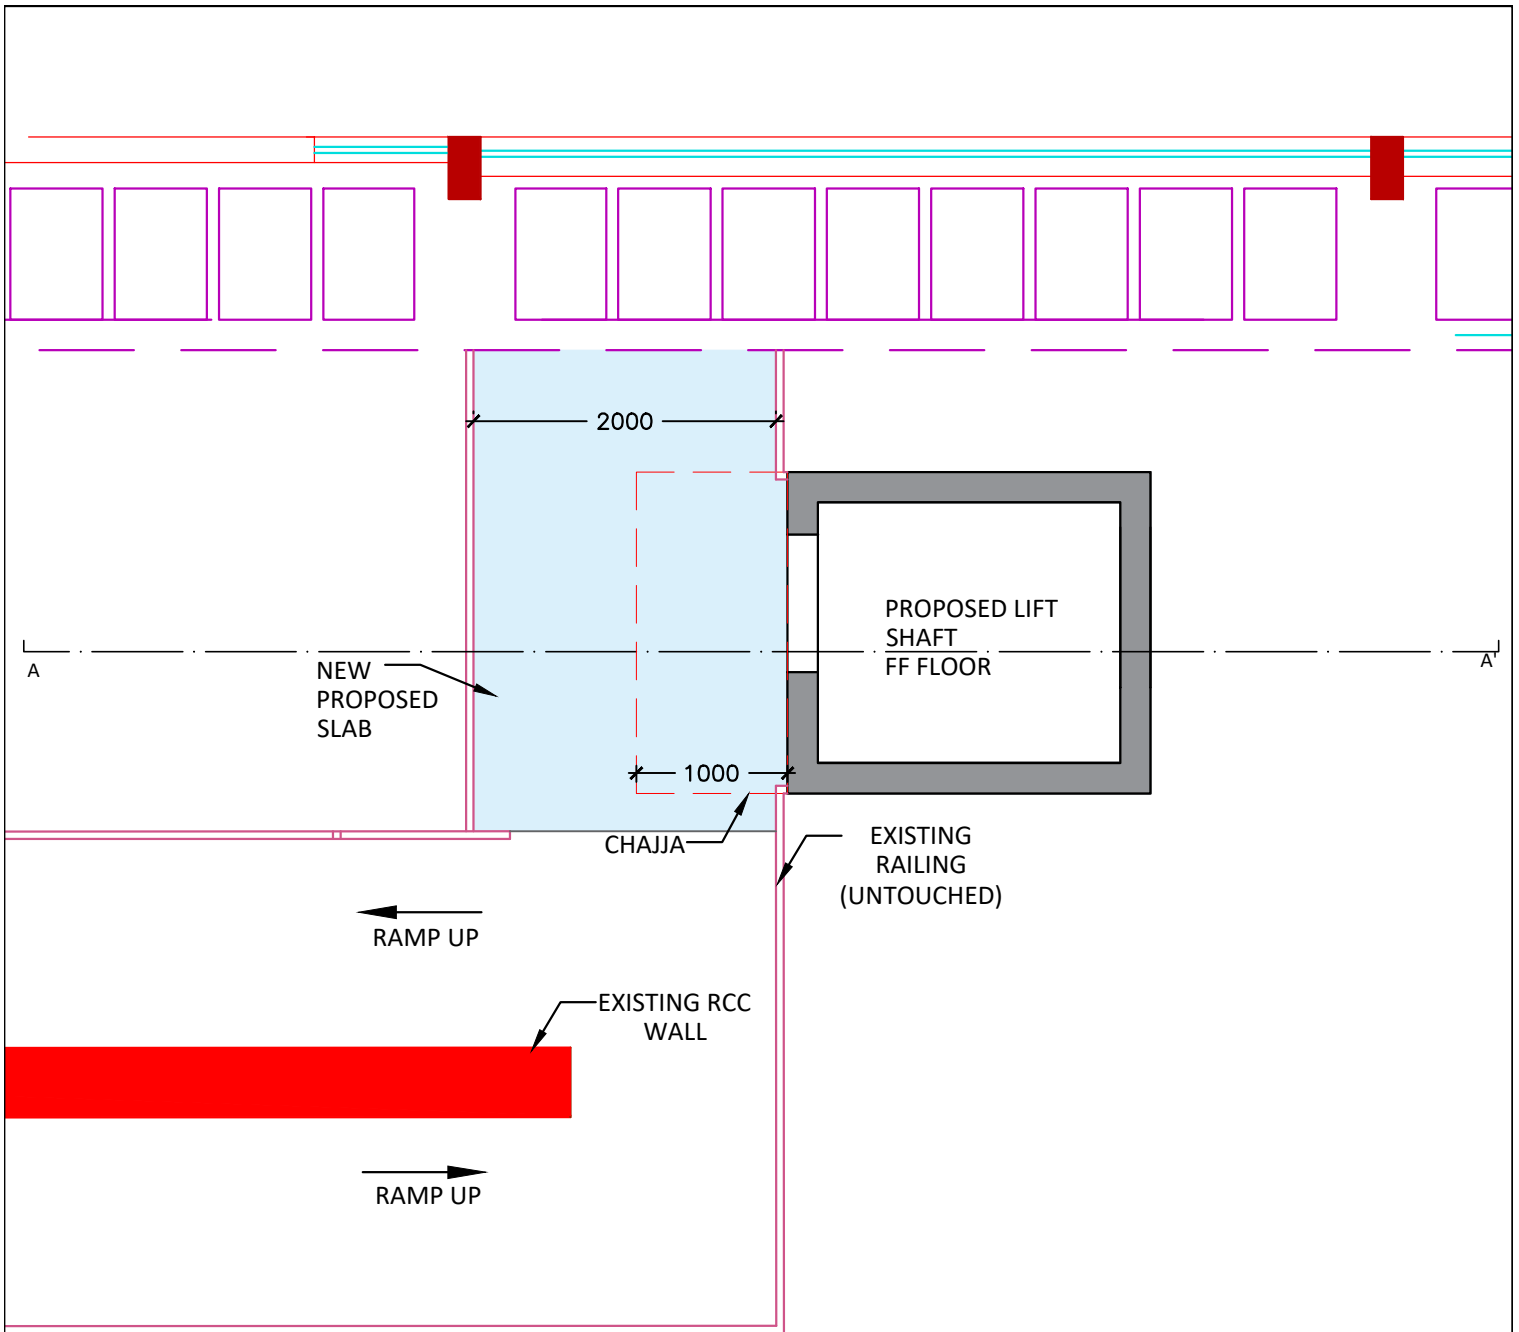 2000
PROPOSED LIFT
SHAFT
FF FLOOR
A
A'
NEW
PROPOSED
SLAB
1000
CHAJJA
EXISTING
RAILING
(UNTOUCHED)
RAMP UP
EXISTING RCC
WALL
RAMP UP